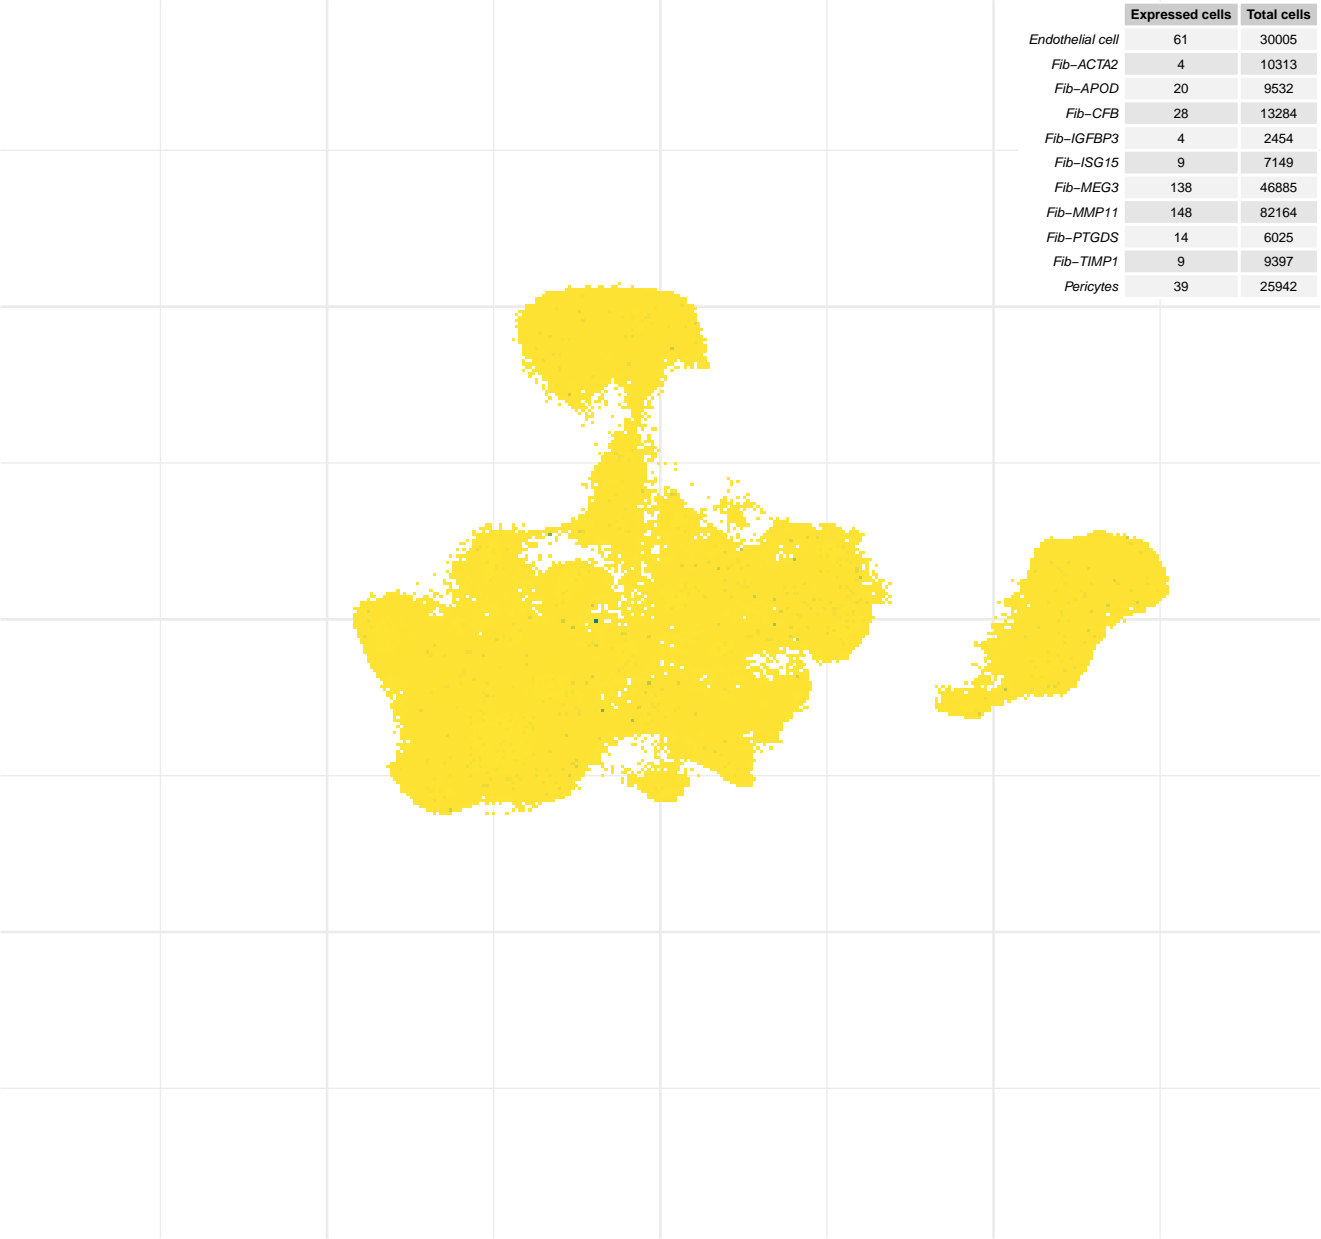 Expressed cells Total cells
Endothelial cell 61 30005
Fib−ACTA2 4 10313
Fib−APOD 20 9532
Fib−CFB 28 13284
Fib−IGFBP3 4 2454
Fib−ISG15 9 7149
Fib−MEG3 138 46885
Fib−MMP11 148 82164
Fib−PTGDS 14 6025
Fib−TIMP1 9 9397
Pericytes 39 25942